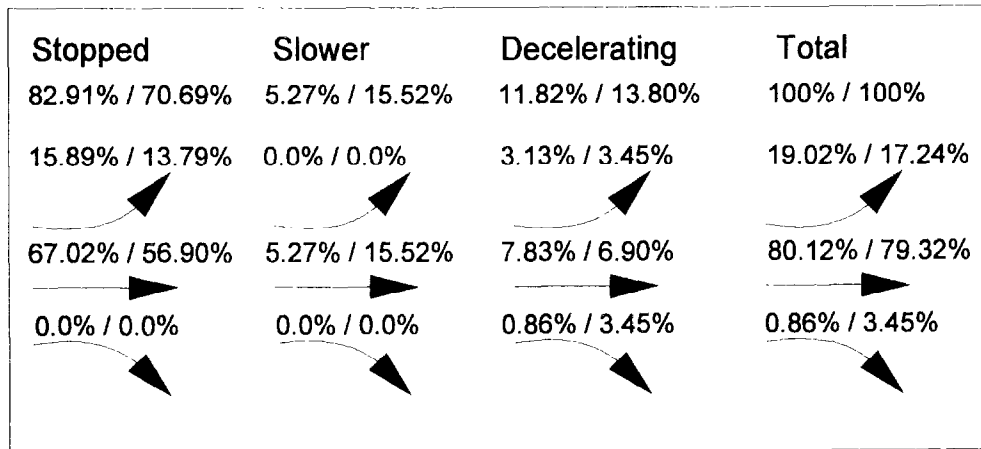 Stopped Slower Decelerating Total
82.91% / 70.69% 5.27% / 15.52% 11.82% / 13.80% 100% / 100%
15.89% / 13.79% 0.0% / 0.0% 3.13% / 3.45% 19.02% / 17.24%
67.02% / 56.90% 5.27% / 15.52% 7.83% / 6.90% 80.12% / 79.32%
0.0% / 0.0% 0.0% / 0.0% 0.86% / 3.45% 0.86% / 3.45%